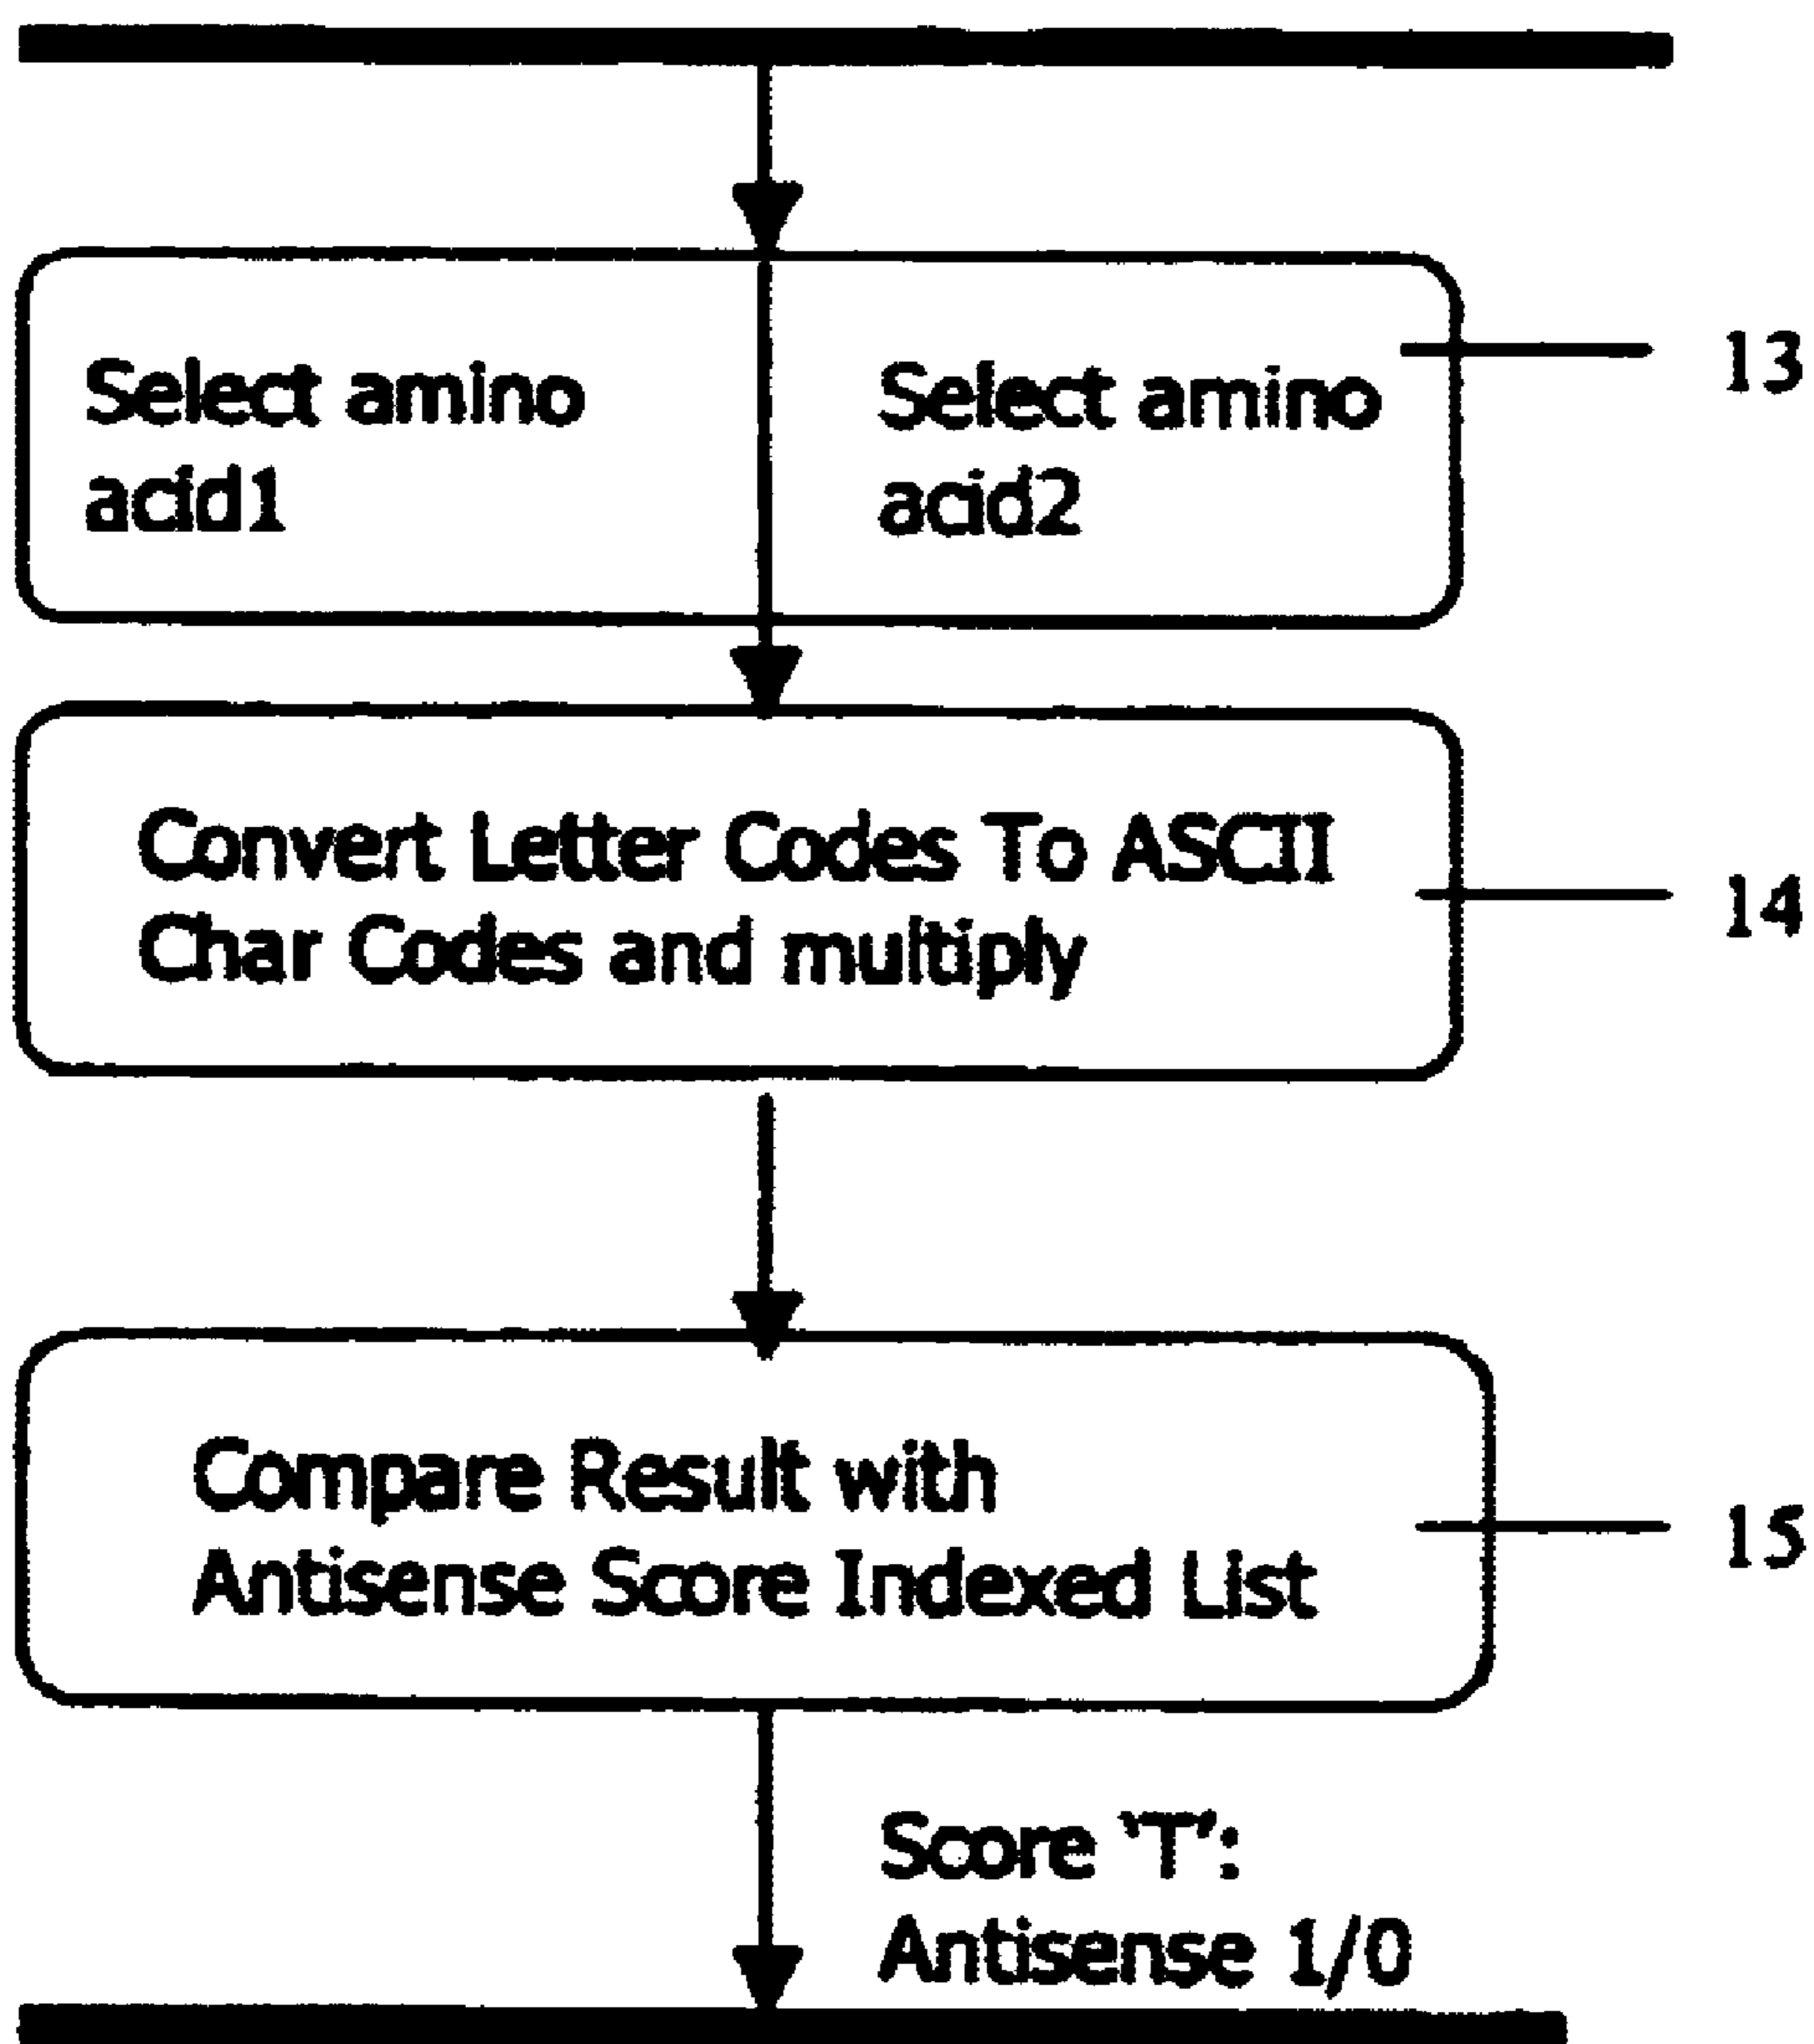 Select amino
acid1
Select amino
acid2
13
Convert Letter Codes To ASCII
Char Codes and multiply
14
Compare Result with
Antisense Score Indexed List
15
Score 'T':
Antisense 1/0